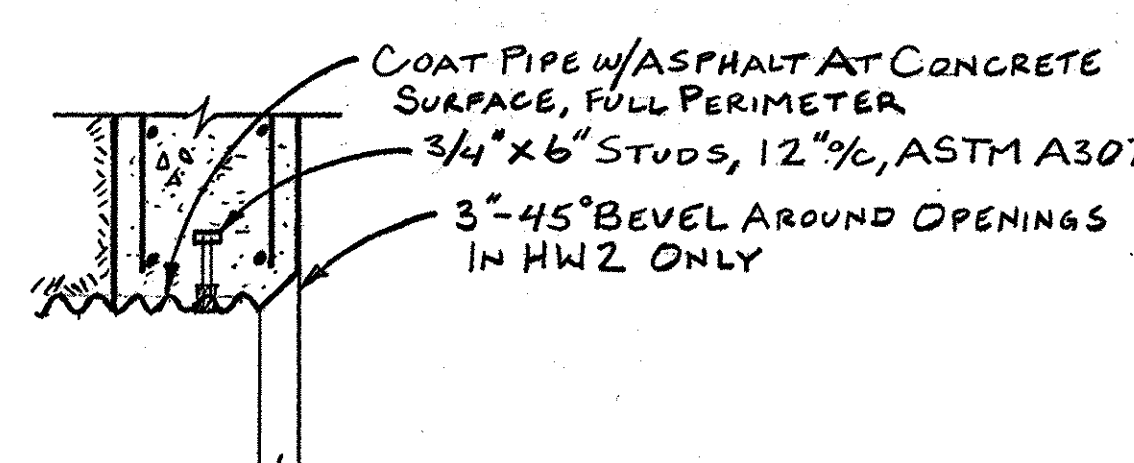 COAT PIPE W/ASPHALT AT CONCRETE
SURFACE, FULL PERIMETER
3/4" X 6" STUDS, 12" O/C, ASTM A307
3"-45° BEVEL AROUND OPENINGS
IN HW2 ONLY